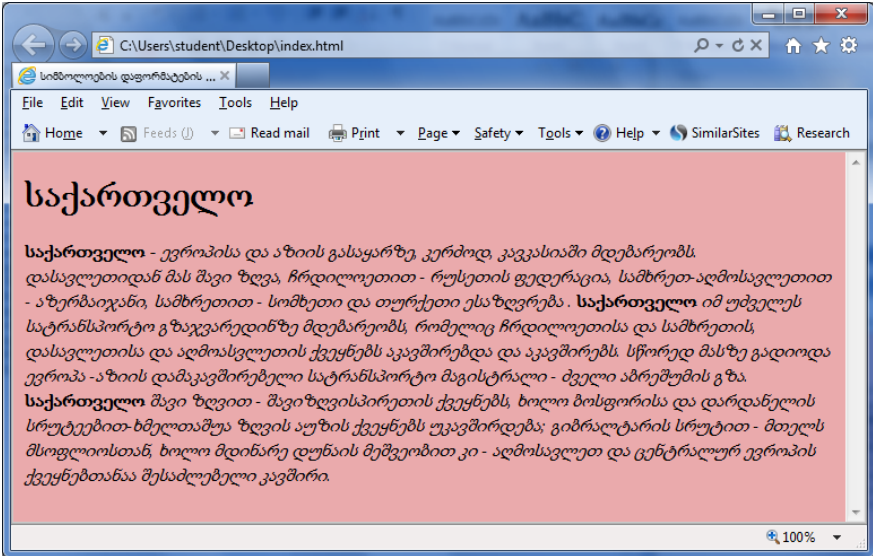 C:\Users\student\Desktop\index.html
სიმბოლოების დაფორმატების ...
File Edit View Favorites Tools Help
Home Feeds (J) Read mail Print Page Safety Tools Help SimilarSites Research
საქართველო
საქართველო - ევროპისა და აზიის გასაყარზე, კერძოდ, კავკასიაში მდებარეობს.
დასავლეთიდან მას შავი ზღვა, ჩრდილოეთით - რუსეთის ფედერაცია, სამხრეთ-აღმოსავლეთით
- აზერბაიჯანი, სამხრეთით - სომხეთი და თურქეთი ესაზღვრება . საქართველო იმ უძველეს
სატრანსპორტო გზაჯვარედინზე მდებარეობს, რომელიც ჩრდილოეთისა და სამხრეთის,
დასავლეთისა და აღმოასვლეთის ქვეყნებს აკავშირებდა და აკავშირებს. სწორედ მასზე გადიოდა
ევროპა -აზიის დამაკავშირებელი სატრანსპორტო მაგისტრალი - ძველი აბრეშუმის გზა.
საქართველო შავი ზღვით - შავიზღვისპირეთის ქვეყნებს, ხოლო ბოსფორისა და დარდანელის
სრუტეებით-ხმელთაშუა ზღვის აუზის ქვეყნებს უკავშირდება; გიბრალტარის სრუტით - მთელს
მსოფლიოსთან, ხოლო მდინარე დუნაის მეშვეობით კი - აღმოსავლეთ და ცენტრალურ ევროპის
ქვეყნებთანაა შესაძლებელი კავშირი.
100%